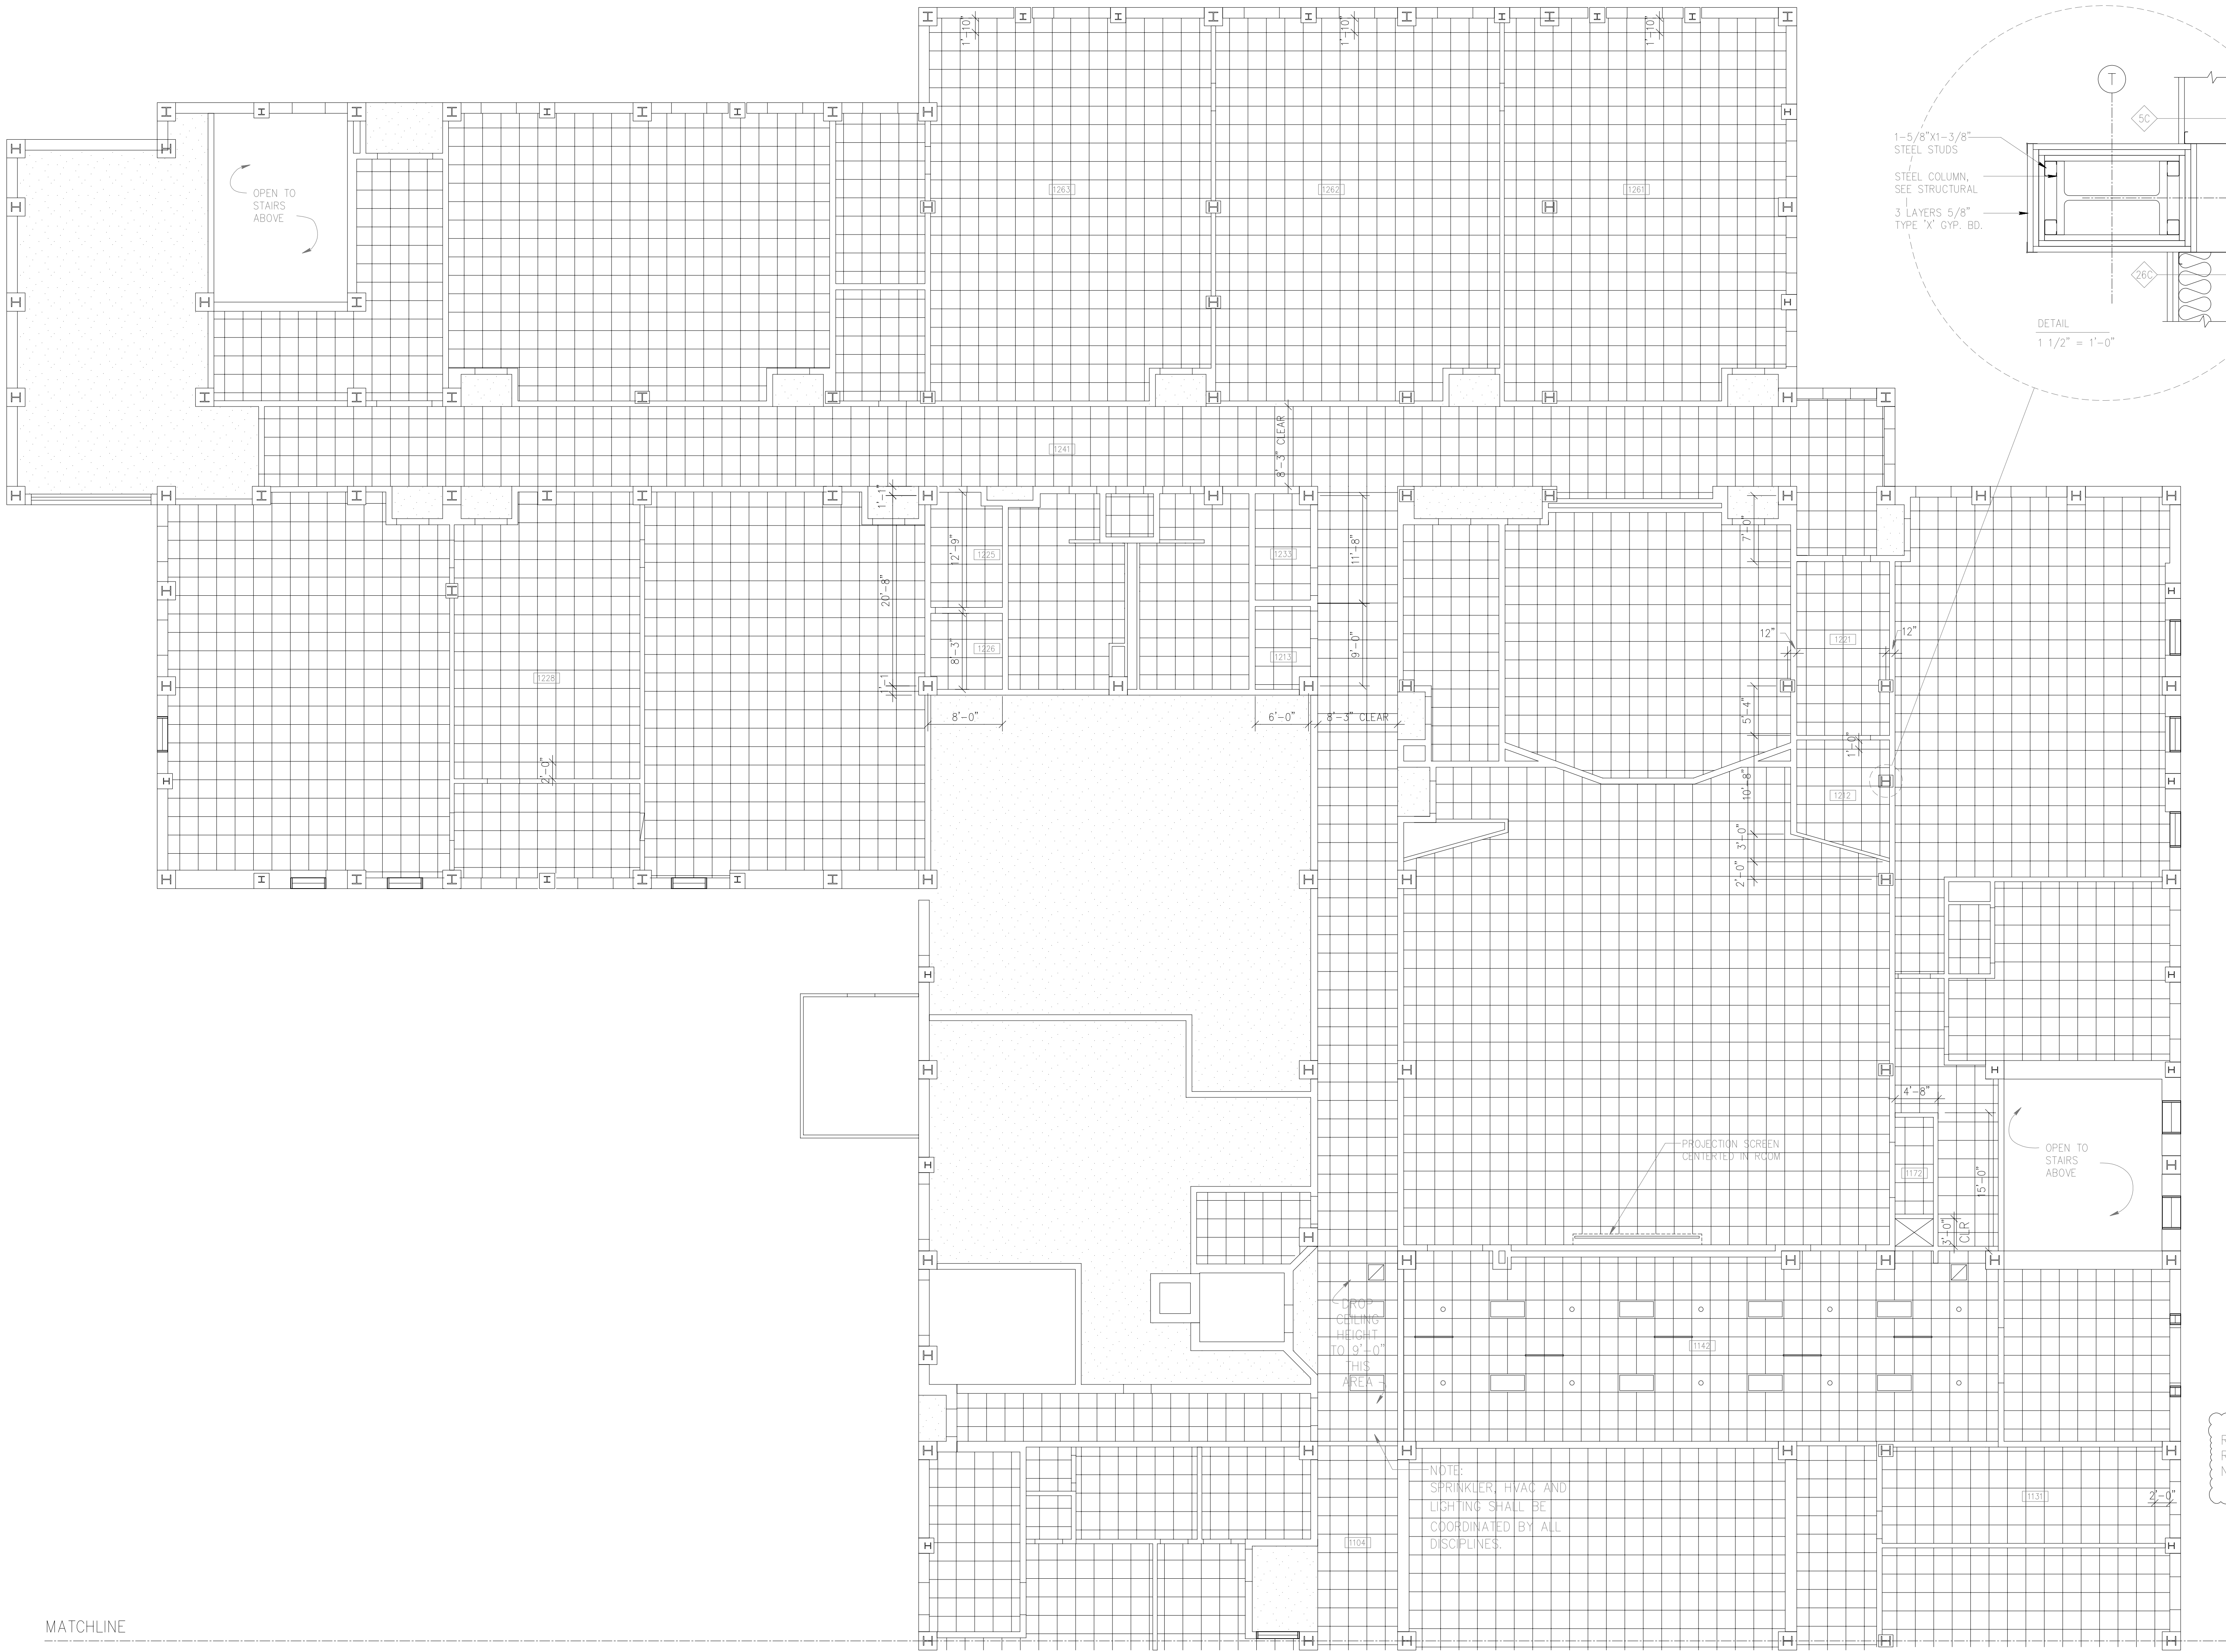 1'-10"
1'-10"
1'-10"
T
5C
1-5/8"X1-3/8"
STEEL STUDS
STEEL COLUMN,
SEE STRUCTURAL
3 LAYERS 5/8"
TYPE 'X' GYP. BD.
26C
DETAIL
1 1/2" = 1'-0"
OPEN TO
STAIRS
ABOVE
1263
1262
1261
1241
8'-3" CLEAR
1'-1"
20'-8"
1'-1
12'-9"
8'-3"
1225
1226
1233
1213
11'-8"
9'-0"
7'-0"
12"
12"
1221
5'-4"
1'-0"
10'-8"
1212
3'-0"
2'-0"
1228
2'-0"
8'-0"
6'-0"
8'-3" CLEAR
4'-8"
PROJECTION SCREEN
CENTERTED IN ROOM
1172
15'-0"
3'-0"
CLR
OPEN TO
STAIRS
ABOVE
DROP
CEILING
HEIGHT
TO 9'-0"
THIS
AREA
1142
NOTE:
SPRINKLER, HVAC AND
LIGHTING SHALL BE
COORDINATED BY ALL
DISCIPLINES.
1104
1131
2'-0"
R
R
N
MATCHLINE